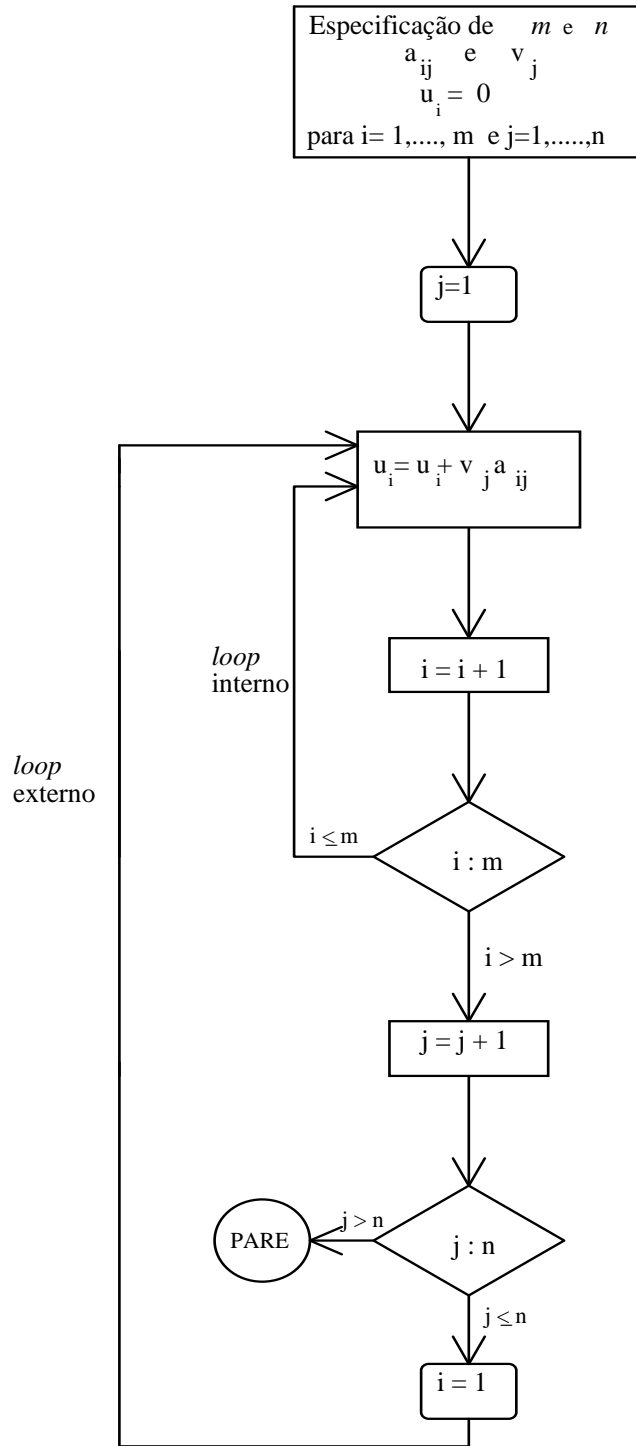 Especificação de m e n
a ij e v j
u i = 0
para i= 1,...., m e j=1,.....,n
j=1
u i = u i + v j a ij
i = i + 1
loop
interno
loop
externo
i ≤ m
i : m
i > m
j = j + 1
j > n
PARE
j : n
j ≤ n
i = 1